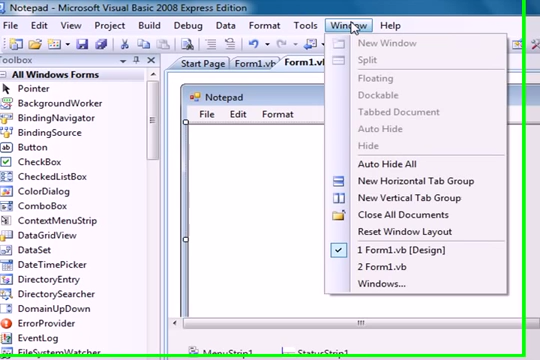 Notepad - Microsoft Visual Basic 2008 Express Edition
File Edit View Project Build Debug Data Format Tools Window Help
Toolbox
Start Page Form1.vb Form1.vb
All Windows Forms
Pointer
BackgroundWorker
BindingNavigator
BindingSource
Button
CheckBox
CheckedListBox
ColorDialog
ComboBox
ContextMenuStrip
DataGridView
DataSet
DateTimePicker
DirectoryEntry
DirectorySearcher
DomainUpDown
ErrorProvider
EventLog
FileSystemWatcher
Notepad
File Edit Format
MenuStrip1 StatusStrip1
New Window
Split
Floating
Dockable
Tabbed Document
Auto Hide
Hide
Auto Hide All
New Horizontal Tab Group
New Vertical Tab Group
Close All Documents
Reset Window Layout
1 Form1.vb [Design]
2 Form1.vb
Windows...